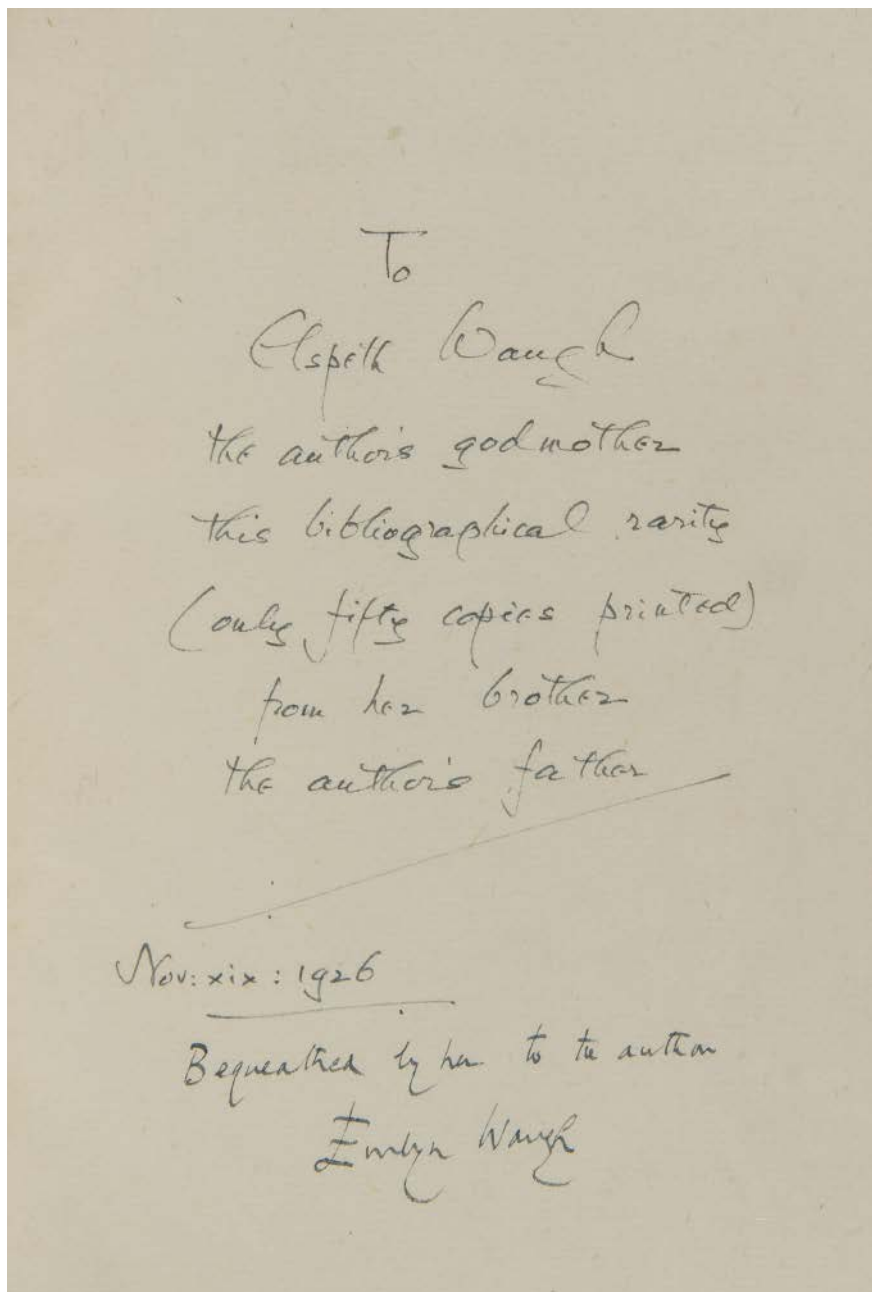 To
Elspeth Waugh
the author's godmother
this bibliographical rarity
(only fifty copies printed)
from her brother
the author's father
Nov: xix : 1926
Bequeathed by her to the author
Evelyn Waugh